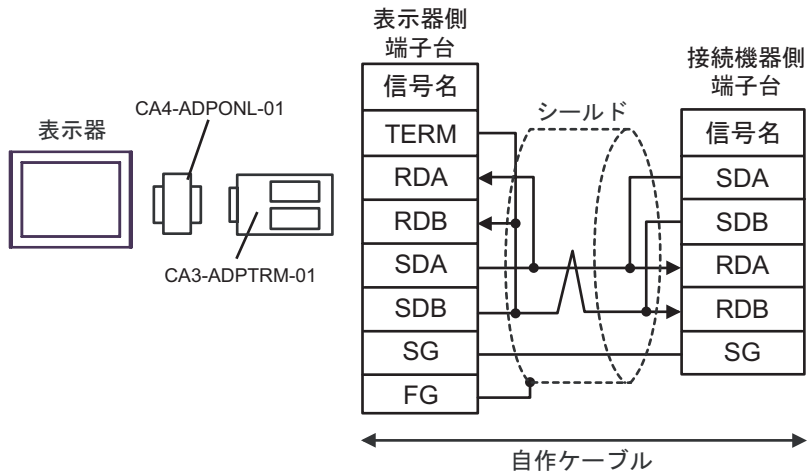 表示器
CA4-ADPONL-01
CA3-ADPTRM-01
表示器側
端子台
信号名
TERM
RDA
RDB
SDA
SDB
SG
FG
シールド
接続機器側
端子台
信号名
SDA
SDB
RDA
RDB
SG
自作ケーブル